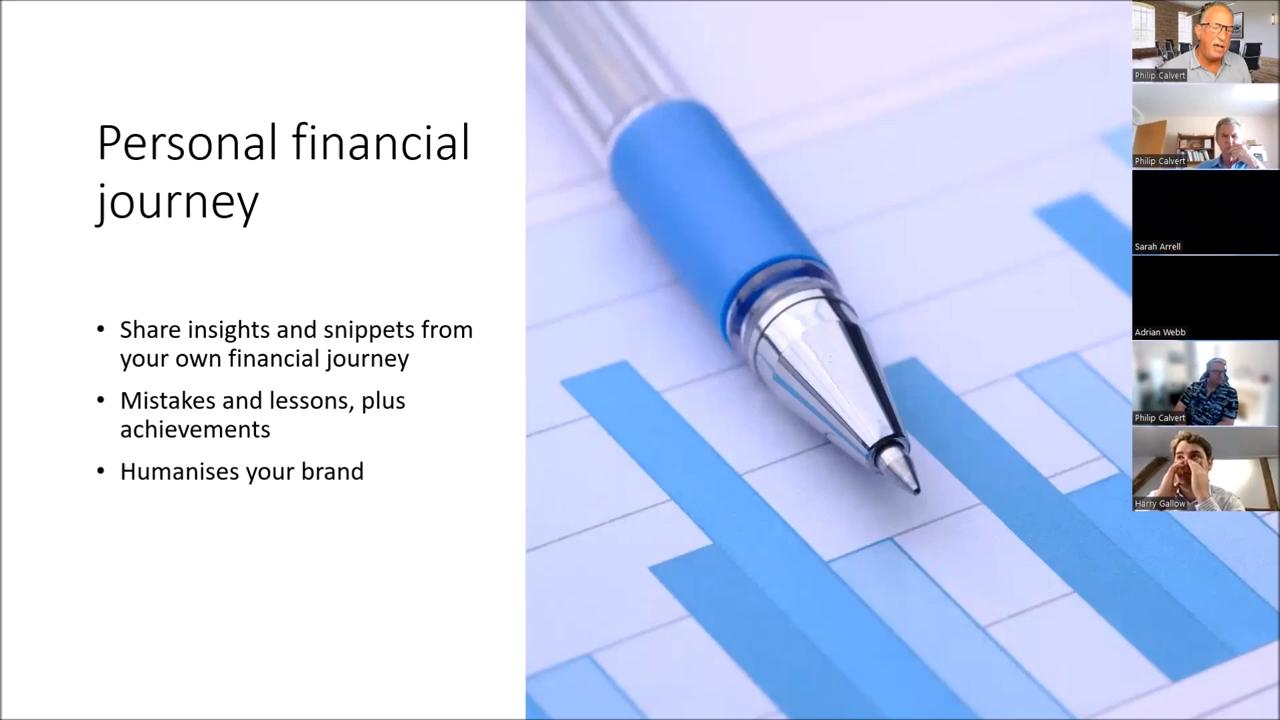 Personal financial
journey
• Share insights and snippets from
your own financial journey
• Mistakes and lessons, plus
achievements
• Humanises your brand
Philip Calvert
Philip Calvert
Sarah Arrell
Adrian Webb
Philip Calvert
Harry Gallow